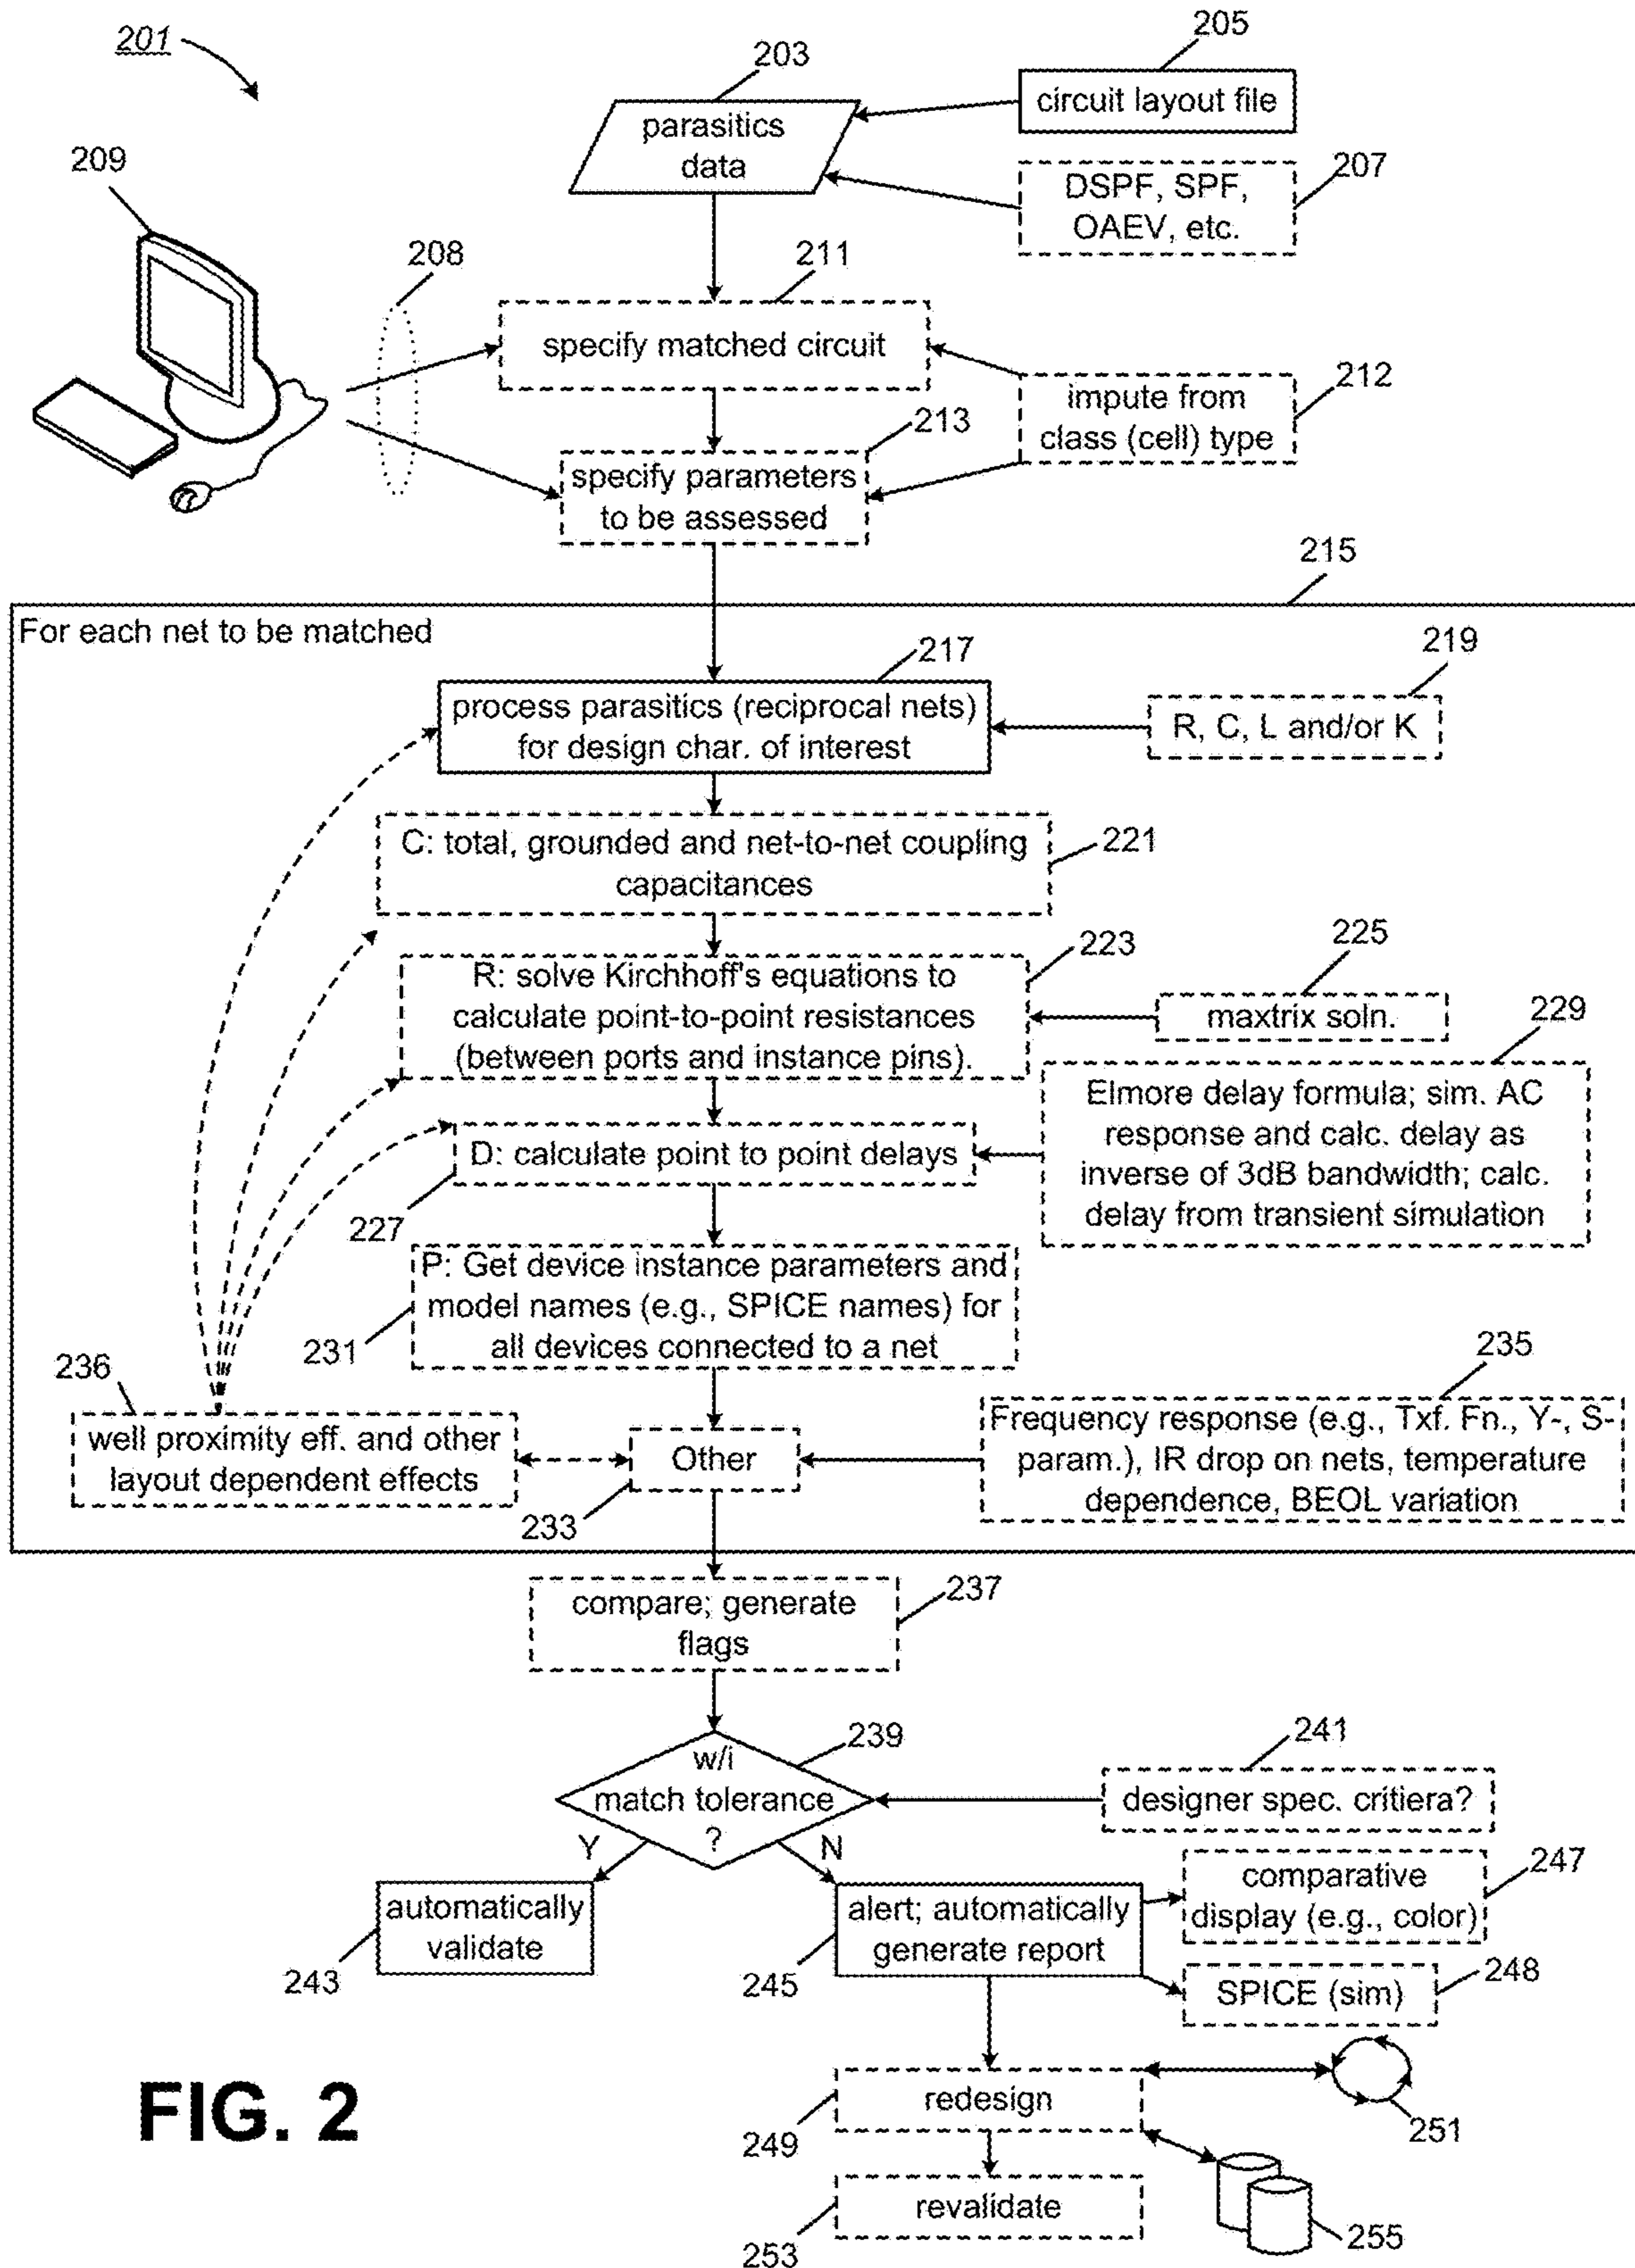 201
203
205
circuit layout file
parasitics
data
209
207
DSPF, SPF,
OAEV, etc.
208
211
specify matched circuit
212
impute from
class (cell) type
213
specify parameters
to be assessed
215
For each net to be matched
217
219
process parasitics (reciprocal nets)
for design char. of interest
R, C, L and/or K
C: total, grounded and net-to-net coupling
capacitances
221
223
225
R: solve Kirchhoff's equations to
calculate point-to-point resistances
(between ports and instance pins).
maxtrix soln.
229
Elmore delay formula; sim. AC
response and calc. delay as
inverse of 3dB bandwidth; calc.
delay from transient simulation
D: calculate point to point delays
227
P: Get device instance parameters and
model names (e.g., SPICE names) for
all devices connected to a net
231
235
236
well proximity eff. and other
layout dependent effects
Other
233
Frequency response (e.g., Txf. Fn., Y-, S-
param.), IR drop on nets, temperature
dependence, BEOL variation
compare; generate
flags
237
239
w/i
match tolerance
?
241
designer spec. critiera?
Y
N
automatically
validate
243
alert; automatically
generate report
245
comparative
display (e.g., color)
247
SPICE (sim)
248
redesign
249
251
revalidate
253
255
FIG. 2